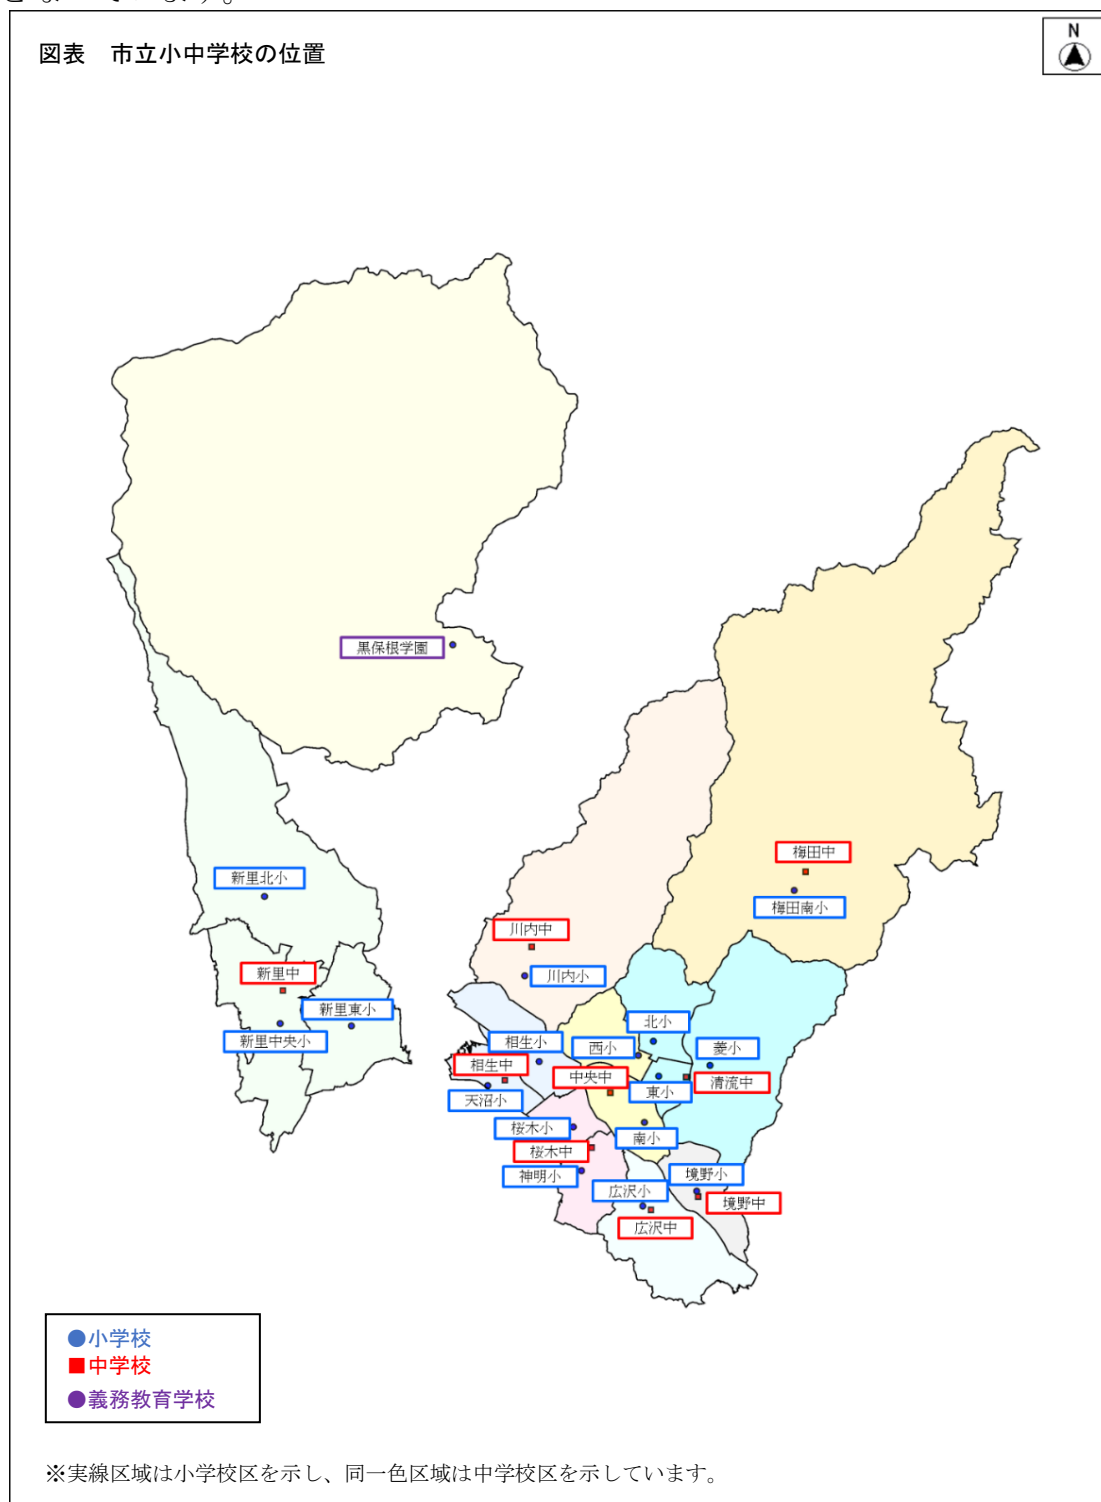 図表　市立小中学校の位置
N
黒保根学園
梅田中
梅田南小
新里北小
川内中
川内小
新里中
新里東小
新里中央小
北小
相生小
西小
菱小
相生中
中央中
清流中
天沼小
東小
桜木小
南小
桜木中
神明小
境野小
広沢小
境野中
広沢中
●小学校
■中学校
●義務教育学校
※実線区域は小学校区を示し、同一色区域は中学校区を示しています。